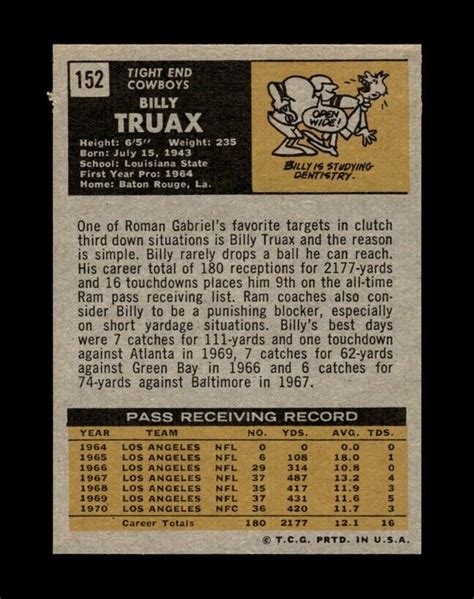 152
TIGHT END
COWBOYS
BILLY
TRUAX
Height: 6'5" Weight: 235
Born: July 15, 1943
School: Louisiana State
First Year Pro: 1964
Home: Baton Rouge, La.
OPEN
WIDE!
BILLY IS STUDYING
DENTISTRY.
One of Roman Gabriel's favorite targets in clutch
third down situations is Billy Truax and the reason
is simple. Billy rarely drops a ball he can reach.
His career total of 180 receptions for 2177-yards
and 16 touchdowns places him 9th on the all-time
Ram pass receiving list. Ram coaches also con-
sider Billy to be a punishing blocker, especially
on short yardage situations. Billy's best days
were 7 catches for 111-yards and one touchdown
against Atlanta in 1969, 7 catches for 62-yards
against Green Bay in 1966 and 6 catches for
74-yards against Baltimore in 1967.
PASS RECEIVING RECORD
YEAR TEAM NO. YDS. AVG. TDS.
1964 LOS ANGELES NFL 0 0 0.0 0
1965 LOS ANGELES NFL 6 108 18.0 1
1966 LOS ANGELES NFL 29 314 10.8 0
1967 LOS ANGELES NFL 37 487 13.2 4
1968 LOS ANGELES NFL 35 417 11.9 3
1969 LOS ANGELES NFL 37 431 11.6 5
1970 LOS ANGELES NFC 36 420 11.7 3
Career Totals 180 2177 12.1 16
© T.C.G. PRTD. IN U.S.A.